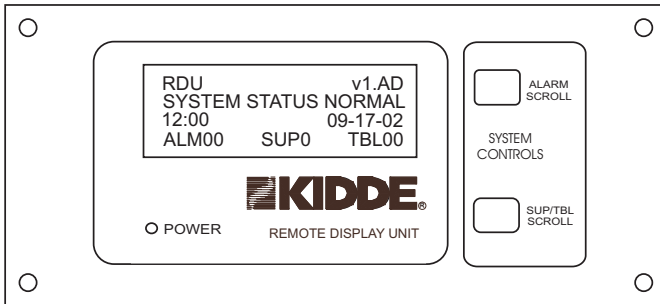 RDU v1.AD
SYSTEM STATUS NORMAL
12:00 09-17-02
ALM00 SUP0 TBL00
KIDDE®
POWER
REMOTE DISPLAY UNIT
ALARM
SCROLL
SYSTEM
CONTROLS
SUP/TBL
SCROLL